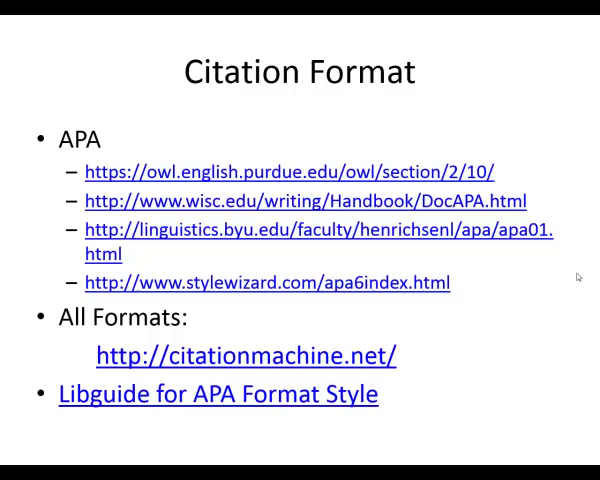 Citation Format
• APA
– https://owl.english.purdue.edu/owl/section/2/10/
– http://www.wisc.edu/writing/Handbook/DocAPA.html
– http://linguistics.byu.edu/faculty/henrichsenl/apa/apa01.
html
– http://www.stylewizard.com/apa6index.html
• All Formats:
http://citationmachine.net/
• Libguide for APA Format Style